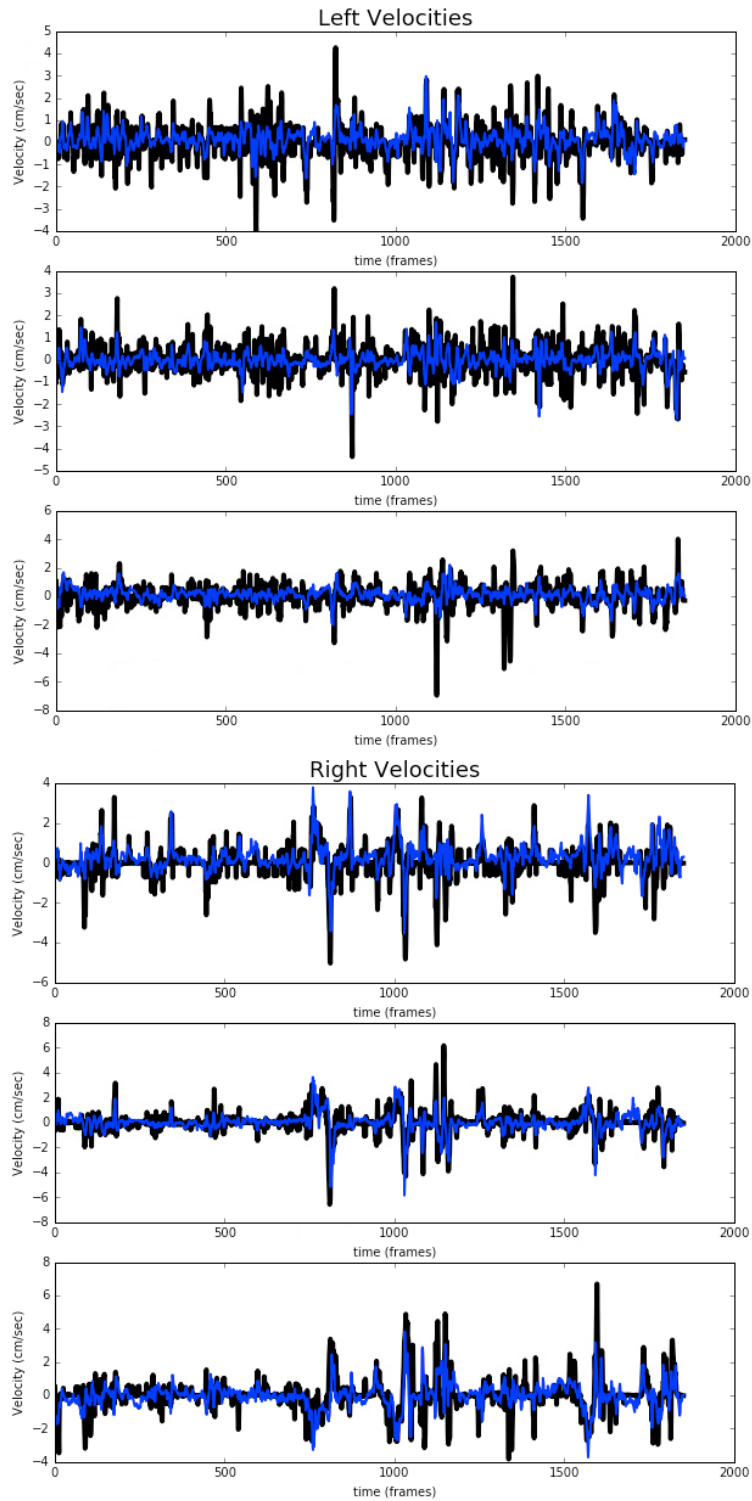 Left Velocities
5
4
3
2
1
0
−1
−2
−3
−4
Velocity (cm/sec)
0 500 1000 1500 2000
time (frames)
4
3
2
1
0
−1
−2
−3
−4
−5
Velocity (cm/sec)
0 500 1000 1500 2000
time (frames)
6
4
2
0
−2
−4
−6
−8
Velocity (cm/sec)
0 500 1000 1500 2000
time (frames)
Right Velocities
4
2
0
−2
−4
−6
Velocity (cm/sec)
0 500 1000 1500 2000
time (frames)
8
6
4
2
0
−2
−4
−6
−8
Velocity (cm/sec)
0 500 1000 1500 2000
time (frames)
8
6
4
2
0
−2
−4
Velocity (cm/sec)
0 500 1000 1500 2000
time (frames)